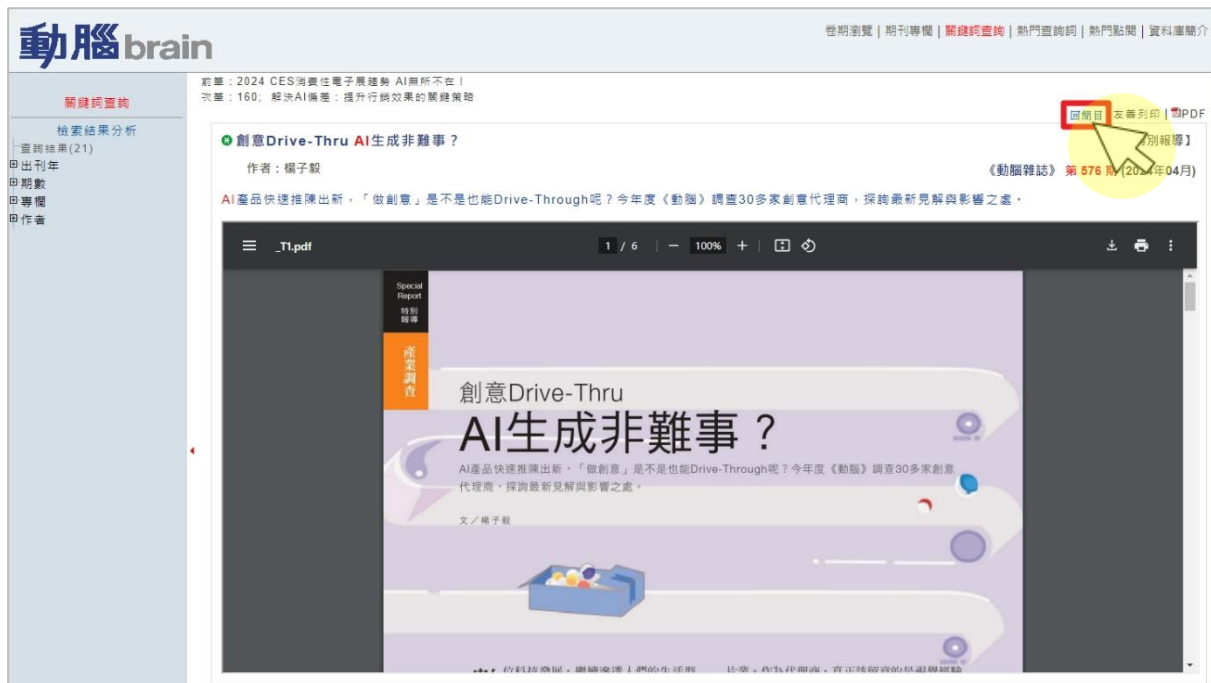 動腦brain
卷期瀏覽 | 期刊專欄 | 關鍵詞查詢 | 熱門查詢詞 | 熱門點閱 | 資料庫簡介
前筆：2024 CES消費性電子展趨勢 AI無所不在！
次筆：160; 解決AI偏差：提升行銷效果的關鍵策略
關鍵詞查詢
檢索結果分析
查詢結果(21)
出刊年
期數
專欄
作者
回簡目 | 友善列印 | PDF
創意Drive-Thru AI生成非難事？
別報導】
作者：楊子毅
《動腦雜誌》 第 576 期 (2024年04月)
AI產品快速推陳出新，「做創意」是不是也能Drive-Through呢？今年度《動腦》調查30多家創意代理商，探詢最新見解與影響之處。
_T1.pdf
1 / 6 | − 100% +
Special
Report
特別
報導
產業調查
創意Drive-Thru
AI生成非難事？
AI產品快速推陳出新，「做創意」是不是也能Drive-Through呢？今年度《動腦》調查30多家創意
代理商，探詢最新見解與影響之處。
文／楊子毅